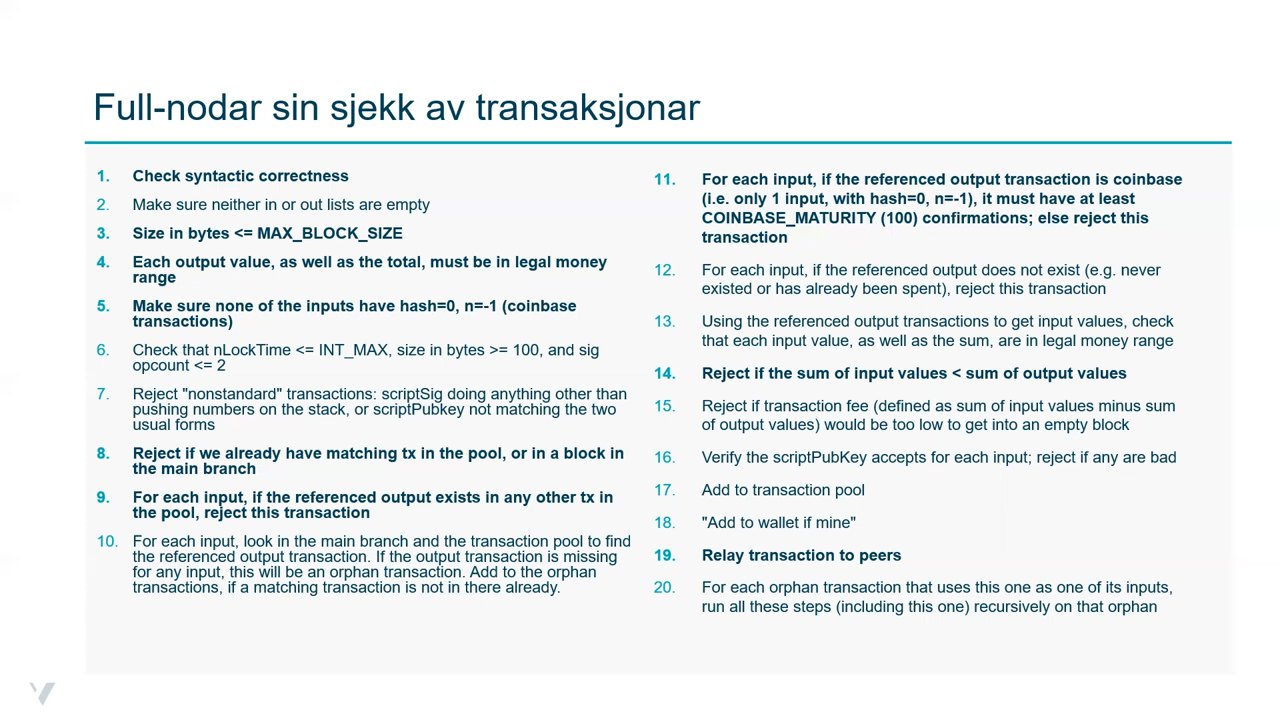 Full-nodar sin sjekk av transaksjonar
1. Check syntactic correctness
2. Make sure neither in or out lists are empty
3. Size in bytes <= MAX_BLOCK_SIZE
4. Each output value, as well as the total, must be in legal money
range
5. Make sure none of the inputs have hash=0, n=-1 (coinbase
transactions)
6. Check that nLockTime <= INT_MAX, size in bytes >= 100, and sig
opcount <= 2
7. Reject "nonstandard" transactions: scriptSig doing anything other than
pushing numbers on the stack, or scriptPubkey not matching the two
usual forms
8. Reject if we already have matching tx in the pool, or in a block in
the main branch
9. For each input, if the referenced output exists in any other tx in
the pool, reject this transaction
10. For each input, look in the main branch and the transaction pool to find
the referenced output transaction. If the output transaction is missing
for any input, this will be an orphan transaction. Add to the orphan
transactions, if a matching transaction is not in there already.
11. For each input, if the referenced output transaction is coinbase
(i.e. only 1 input, with hash=0, n=-1), it must have at least
COINBASE_MATURITY (100) confirmations; else reject this
transaction
12. For each input, if the referenced output does not exist (e.g. never
existed or has already been spent), reject this transaction
13. Using the referenced output transactions to get input values, check
that each input value, as well as the sum, are in legal money range
14. Reject if the sum of input values < sum of output values
15. Reject if transaction fee (defined as sum of input values minus sum
of output values) would be too low to get into an empty block
16. Verify the scriptPubKey accepts for each input; reject if any are bad
17. Add to transaction pool
18. "Add to wallet if mine"
19. Relay transaction to peers
20. For each orphan transaction that uses this one as one of its inputs,
run all these steps (including this one) recursively on that orphan